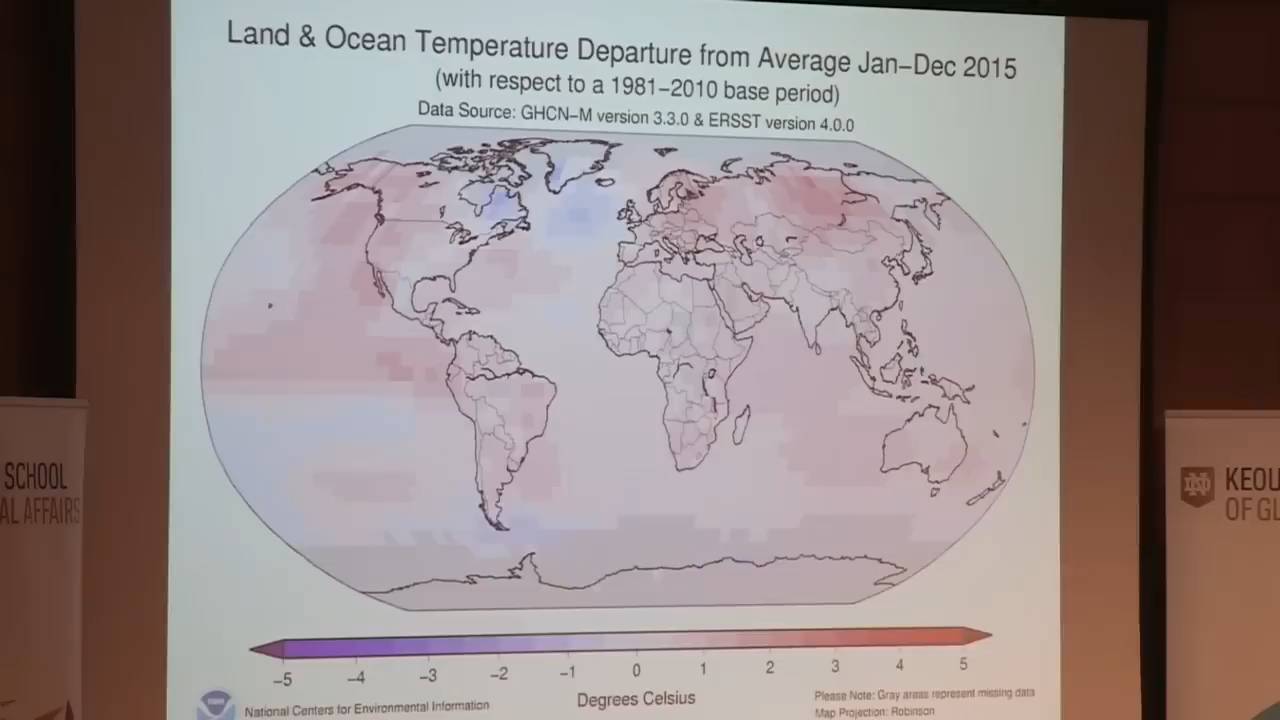 Land & Ocean Temperature Departure from Average Jan–Dec 2015
(with respect to a 1981–2010 base period)
Data Source: GHCN–M version 3.3.0 & ERSST version 4.0.0
SCHOOL
AL AFFAIRS
ND
KEOU
OF GL
–5 –4 –3 –2 –1 0 1 2 3 4 5
Degrees Celsius
National Centers for Environmental Information
Please Note: Gray areas represent missing data
Map Projection: Robinson